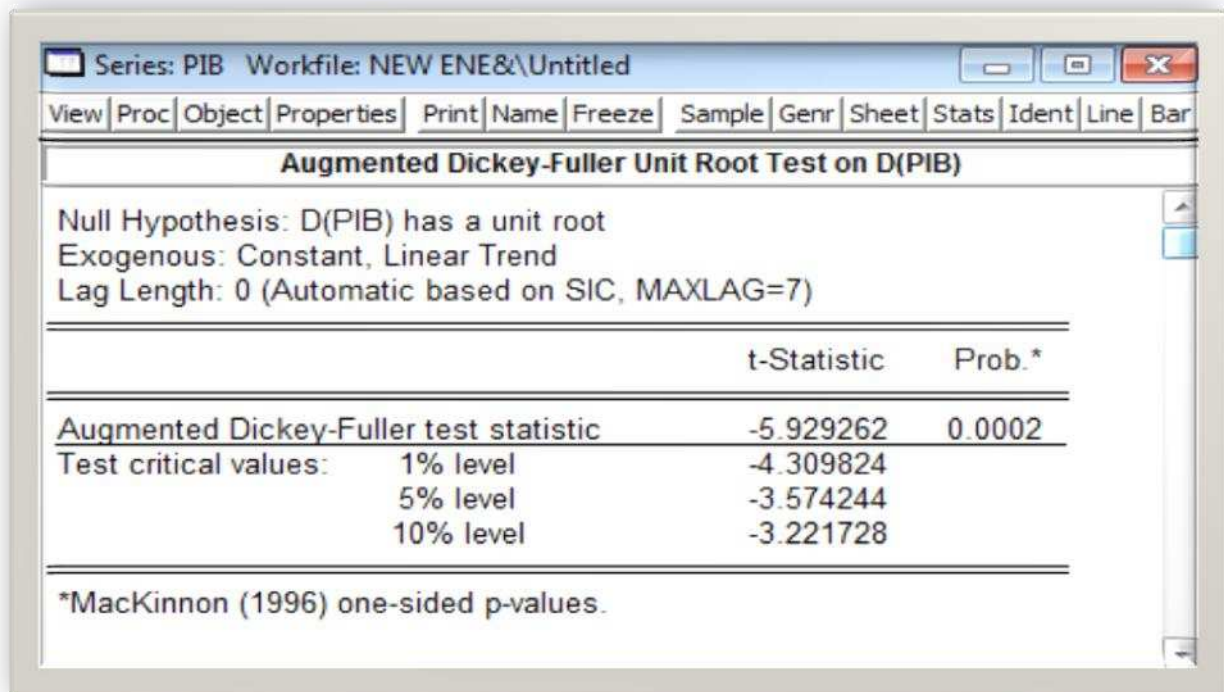 Series: PIB Workfile: NEW ENE&\Untitled
View Proc Object Properties Print Name Freeze Sample Genr Sheet Stats Ident Line Bar
Augmented Dickey-Fuller Unit Root Test on D(PIB)
Null Hypothesis: D(PIB) has a unit root
Exogenous: Constant, Linear Trend
Lag Length: 0 (Automatic based on SIC, MAXLAG=7)
t-Statistic Prob.*
Augmented Dickey-Fuller test statistic -5.929262 0.0002
Test critical values: 1% level -4.309824
5% level -3.574244
10% level -3.221728
*MacKinnon (1996) one-sided p-values.